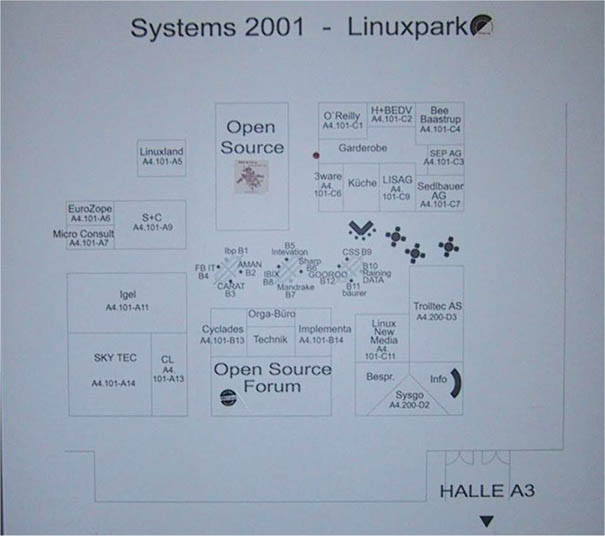 Systems 2001 - Linuxpark
Open
Source
O´Reilly
A4.101-C1
H+BEDV
A4.101-C2
Bee
Baastrup
A4.101-C4
Garderobe
SEP AG
A4.101-C3
3ware
A4.
101-C6
Küche
LISAG
A4.
101-C9
Sedlbauer
AG
A4.101-C7
Linuxland
A4.101-A5
EuroZope
A4.101-A6
Micro Consult
A4.101-A7
S+C
A4.101-A9
Ibp B1
FB IT
B4
AMAN
B2
CARAT
B3
B5
Intevation
Sharp
B6
IBIX
B8
Mandrake
B7
CSS B9
GOOROO
B12
B10
Raining
DATA
B11
baurer
Igel
A4.101-A11
Trolltec AS
A4.200-D3
Orga-Büro
Cyclades
A4.101-B13
Technik
Implementa
A4.101-B14
Linux
New
Media
A4.
101-C11
SKY TEC
A4.101-A14
CL
A4.
101-A13
Open Source
Forum
Bespr.
Info
Sysgo
A4.200-D2
HALLE A3